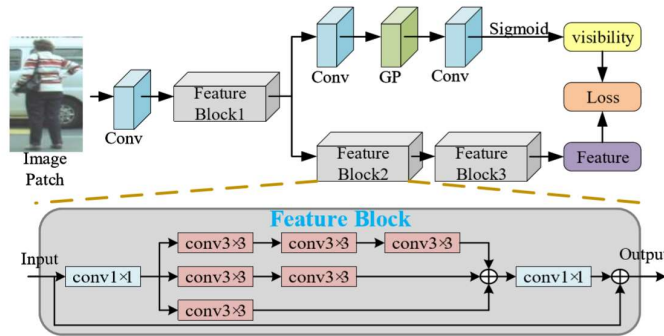 Conv
GP
Conv
Sigmoid
visibility
Image
Patch
Conv
Feature
Block1
Loss
Feature
Block2
Feature
Block3
Feature
Feature Block
Input
conv1×1
conv3×3
conv3×3
conv3×3
conv3×3
conv3×3
conv3×3
conv1×1
Output